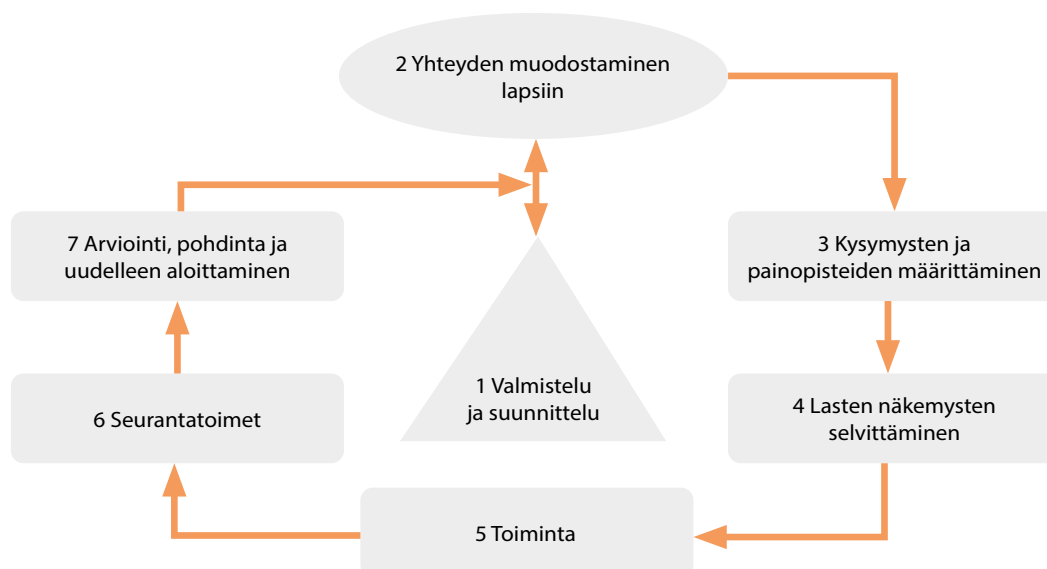 2 Yhteyden muodostaminen
lapsiin
7 Arviointi, pohdinta ja
uudelleen aloittaminen
3 Kysymysten ja
painopisteiden määrittäminen
1 Valmistelu
ja suunnittelu
6 Seurantatoimet
4 Lasten näkemysten
selvittäminen
5 Toiminta